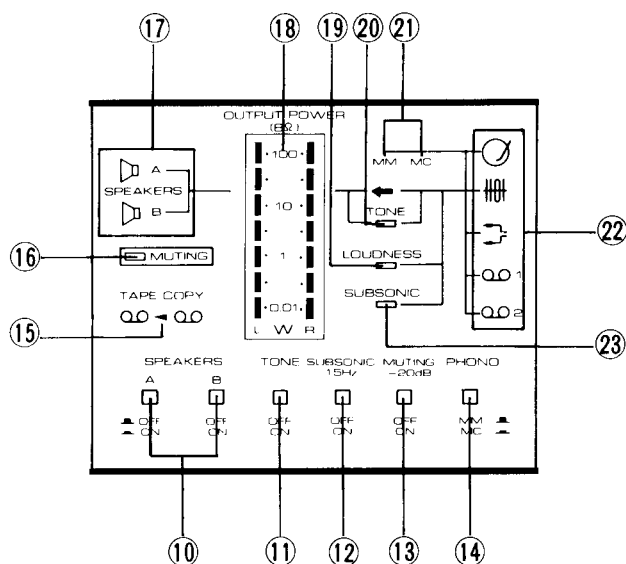 17 18 19 20 21
OUTPUT POWER
(8Ω)
100
MM MC
A
SPEAKERS
B
10
TONE
22
16 MUTING
1
LOUDNESS
1
TAPE COPY
SUBSONIC
2
0.01
15
L W R
23
SPEAKERS
A B
TONE SUBSONIC MUTING PHONO
15Hz -20dB
OFF OFF OFF OFF OFF MM
ON ON ON ON ON MC
10 11 12 13 14